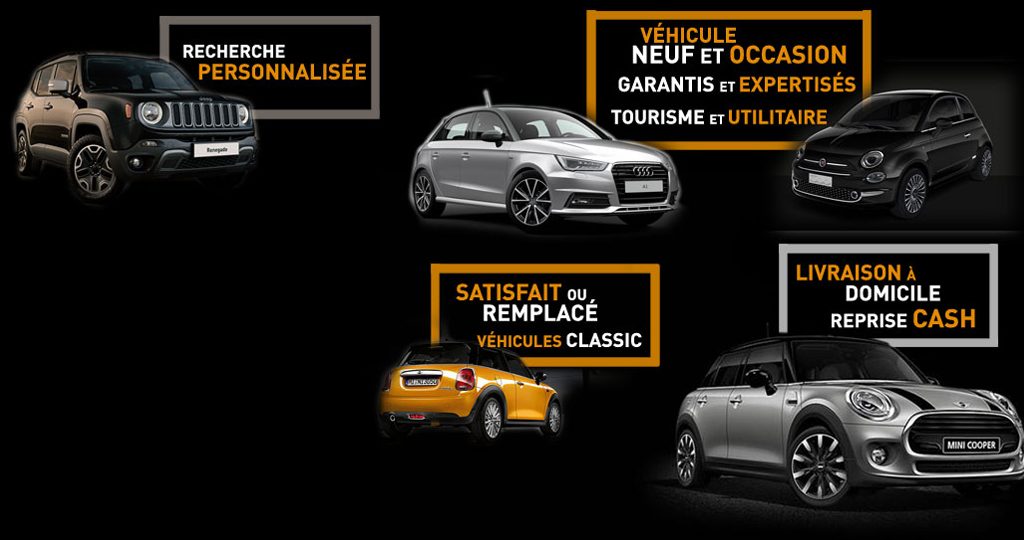 RECHERCHE
PERSONNALISÉE
Jeep
Renegade
VÉHICULE
NEUF ET OCCASION
GARANTIS ET EXPERTISÉS
TOURISME ET UTILITAIRE
A1
SATISFAIT OU
REMPLACÉ
VÉHICULES CLASSIC
LIVRAISON À
DOMICILE
REPRISE CASH
MINI COOPER